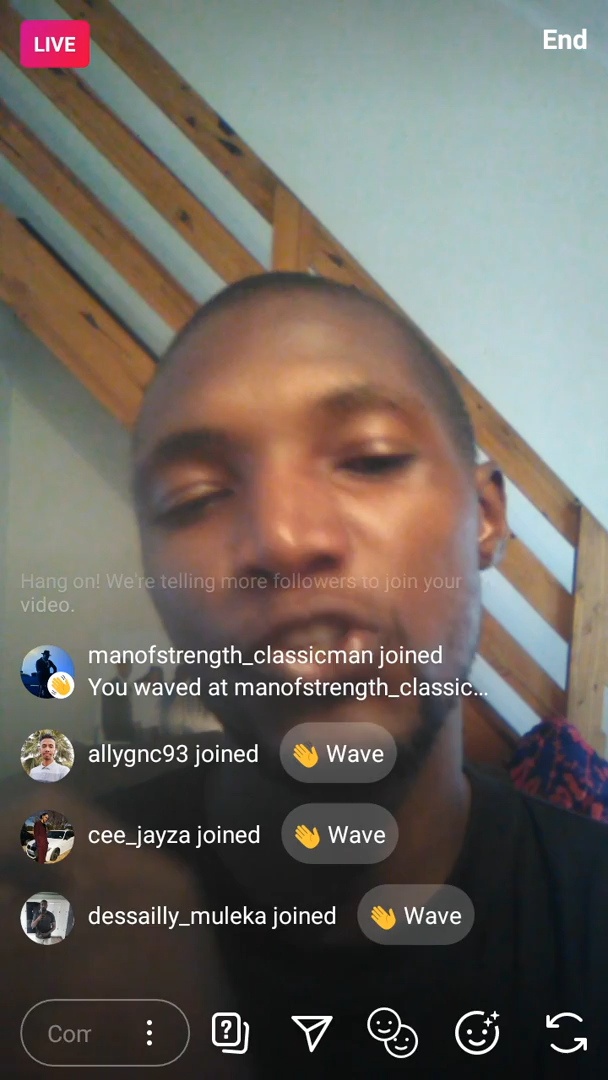 LIVE
End
Hang on! We're telling more followers to join your
video.
manofstrength_classicman joined
You waved at manofstrength_classic...
allygnc93 joined
Wave
cee_jayza joined
Wave
dessailly_muleka joined
Wave
Com
?